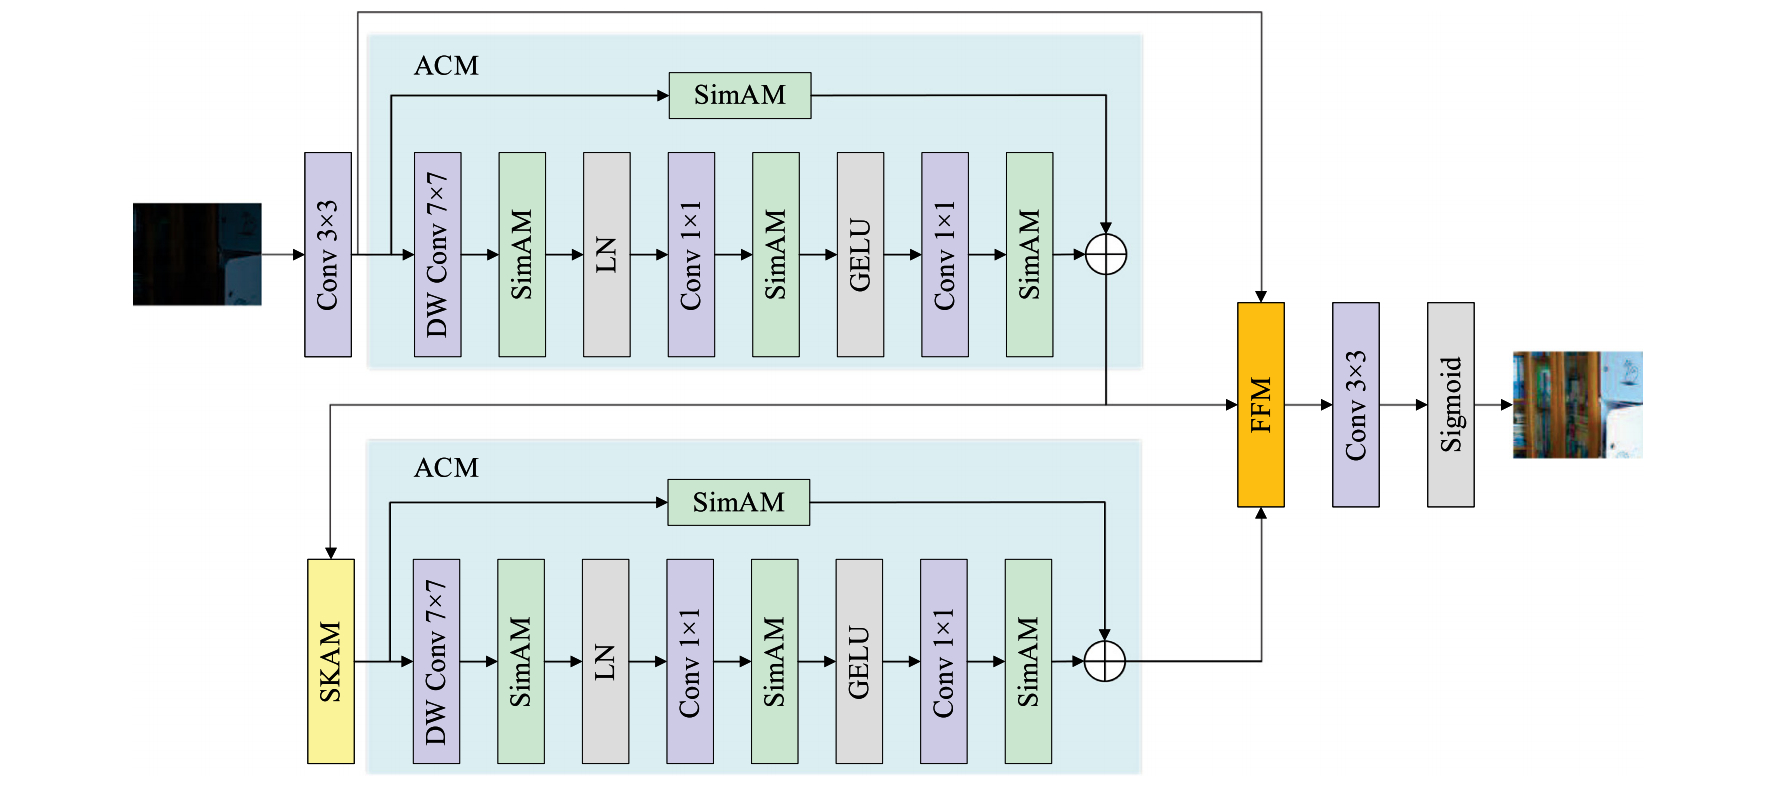 ACM
SimAM
Conv 3×3
DW Conv 7×7
SimAM
LN
Conv 1×1
SimAM
GELU
Conv 1×1
SimAM
FFM
Conv 3×3
Sigmoid
ACM
SimAM
SKAM
DW Conv 7×7
SimAM
LN
Conv 1×1
SimAM
GELU
Conv 1×1
SimAM